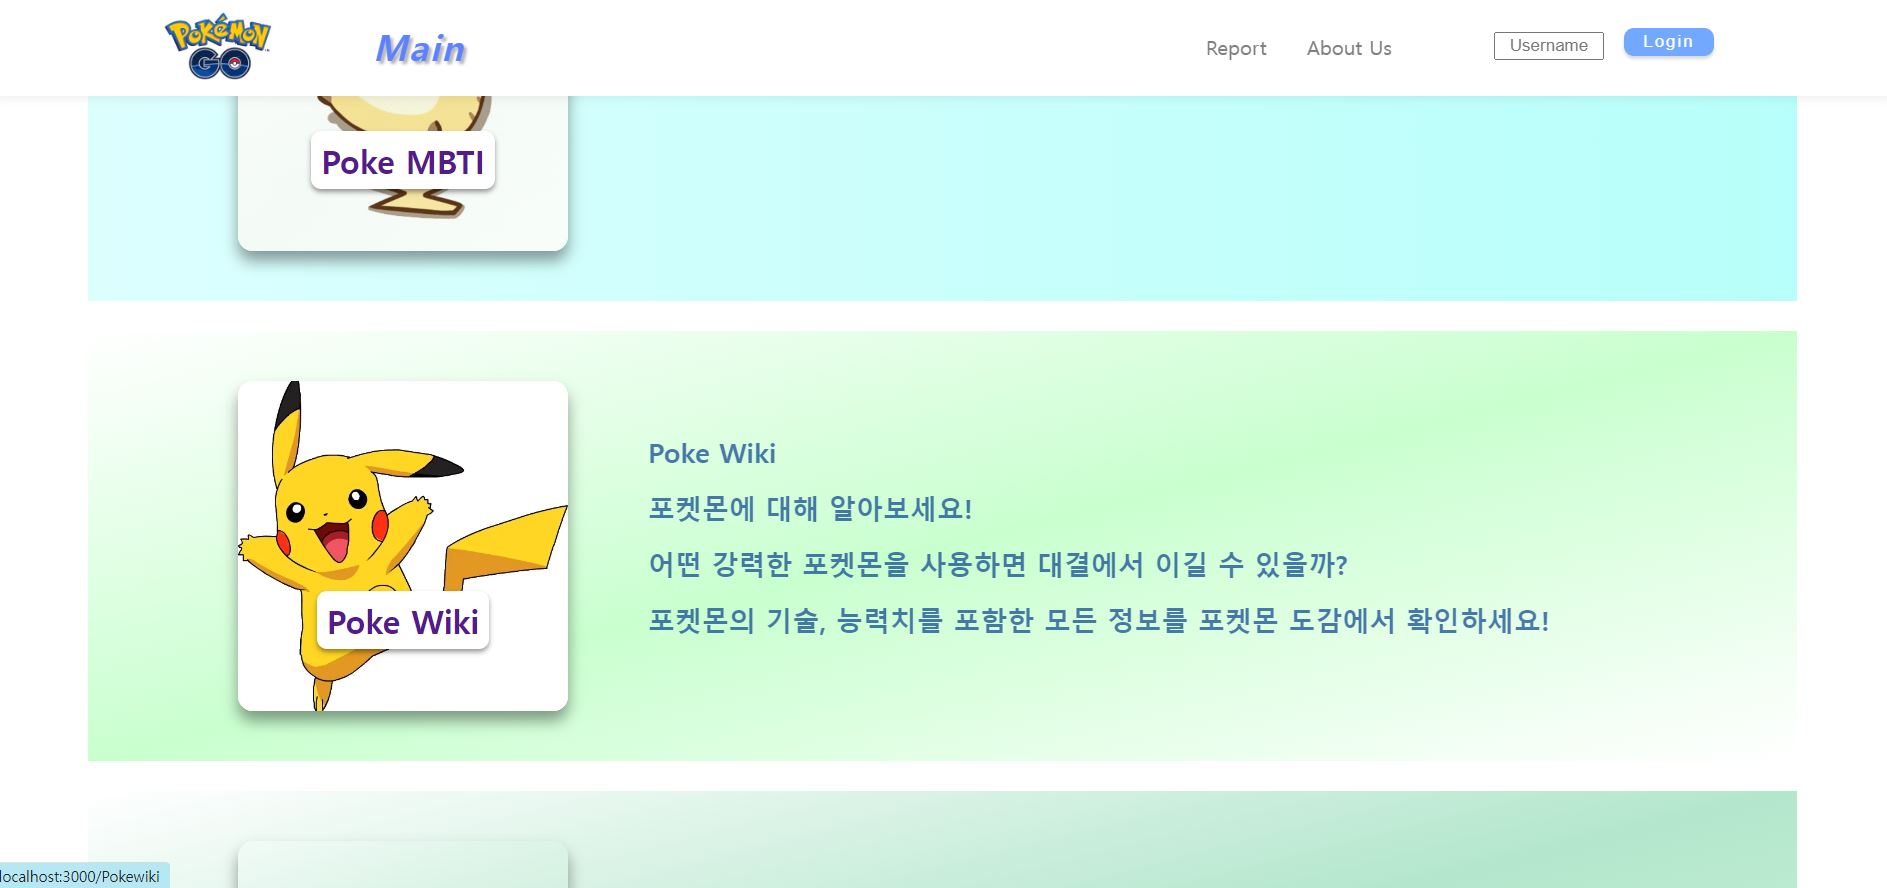 POKÉMON
GO
Main
Report
About Us
Username
Login
Poke MBTI
Poke Wiki
포켓몬에 대해 알아보세요!
어떤 강력한 포켓몬을 사용하면 대결에서 이길 수 있을까?
포켓몬의 기술, 능력치를 포함한 모든 정보를 포켓몬 도감에서 확인하세요!
Poke Wiki
localhost:3000/Pokewiki